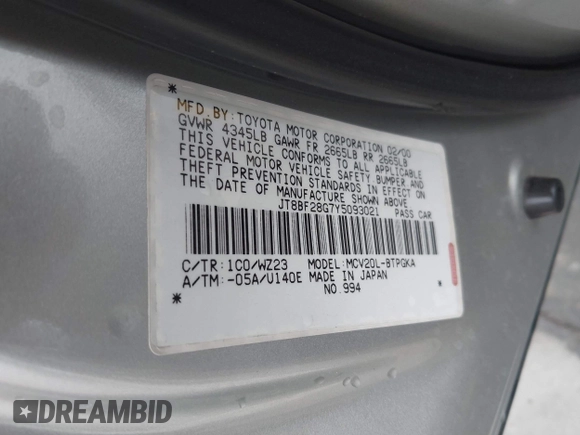 MFD.BY:TOYOTA MOTOR CORPORATION 02/00
GVWR 4345LB GAWR FR 2665LB RR 2665LB
THIS VEHICLE CONFORMS TO ALL APPLICABLE
FEDERAL MOTOR VEHICLE SAFETY BUMPER AND
THEFT PREVENTION STANDARDS IN EFFECT ON
THE DATE OF MANUFACTURE SHOWN ABOVE
JT8BF28G7Y5093021 PASS CAR
C/TR:1C0/WZ23 MODEL:MCV20L-BTPGKA
A/TM:-05A/U140E MADE IN JAPAN
NO.994
DREAMBID